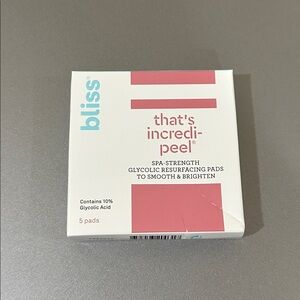 bliss®
that's
incredi-
peel®
SPA-STRENGTH
GLYCOLIC RESURFACING PADS
TO SMOOTH & BRIGHTEN
Contains 10%
Glycolic Acid
5 pads